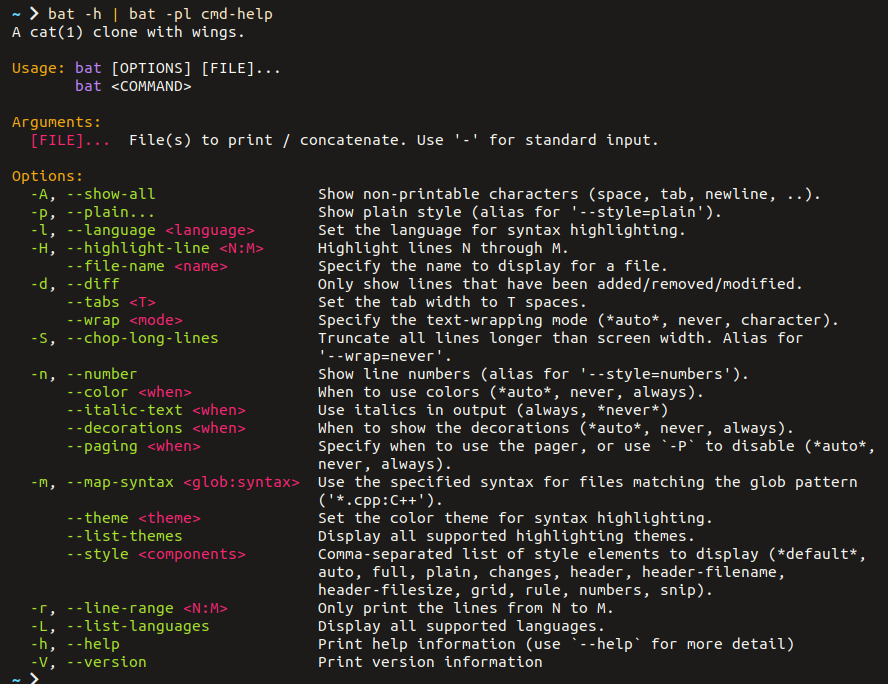 ~ ❯ bat -h | bat -pl cmd-help
A cat(1) clone with wings.

Usage: bat [OPTIONS] [FILE]...
       bat <COMMAND>

Arguments:
  [FILE]...  File(s) to print / concatenate. Use '-' for standard input.

Options:
  -A, --show-all                  Show non-printable characters (space, tab, newline, ..).
  -p, --plain...                  Show plain style (alias for '--style=plain').
  -l, --language <language>       Set the language for syntax highlighting.
  -H, --highlight-line <N:M>      Highlight lines N through M.
      --file-name <name>          Specify the name to display for a file.
  -d, --diff                      Only show lines that have been added/removed/modified.
      --tabs <T>                  Set the tab width to T spaces.
      --wrap <mode>               Specify the text-wrapping mode (*auto*, never, character).
  -S, --chop-long-lines           Truncate all lines longer than screen width. Alias for
                                  '--wrap=never'.
  -n, --number                    Show line numbers (alias for '--style=numbers').
      --color <when>              When to use colors (*auto*, never, always).
      --italic-text <when>        Use italics in output (always, *never*)
      --decorations <when>        When to show the decorations (*auto*, never, always).
      --paging <when>             Specify when to use the pager, or use `-P` to disable (*auto*,
                                  never, always).
  -m, --map-syntax <glob:syntax>  Use the specified syntax for files matching the glob pattern
                                  ('*.cpp:C++').
      --theme <theme>             Set the color theme for syntax highlighting.
      --list-themes               Display all supported highlighting themes.
      --style <components>        Comma-separated list of style elements to display (*default*,
                                  auto, full, plain, changes, header, header-filename,
                                  header-filesize, grid, rule, numbers, snip).
  -r, --line-range <N:M>          Only print the lines from N to M.
  -L, --list-languages            Display all supported languages.
  -h, --help                      Print help information (use `--help` for more detail)
  -V, --version                   Print version information
~ ❯